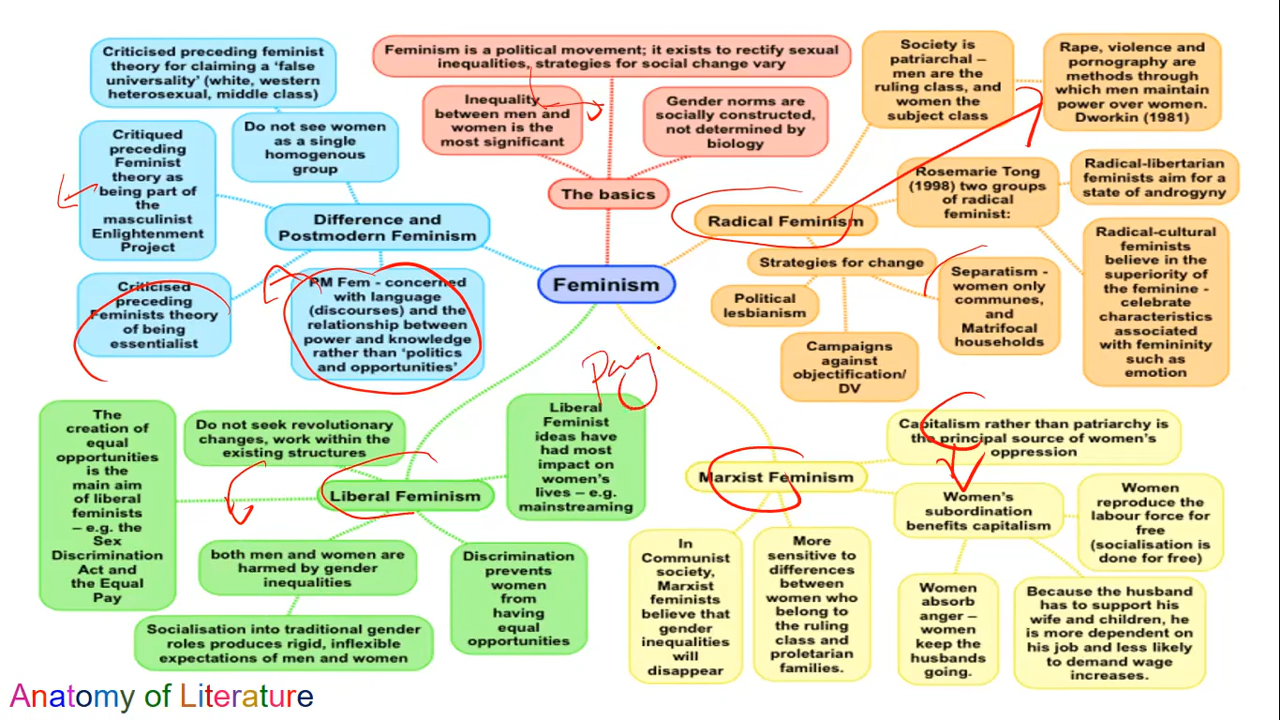 Criticised preceding feminist
theory for claiming a 'false
universality' (white, western
heterosexual, middle class)
Feminism is a political movement; it exists to rectify sexual
inequalities, strategies for social change vary
Society is
patriarchal –
men are the
ruling class, and
women the
subject class
Rape, violence and
pornography are
methods through
which men maintain
power over women.
Dworkin (1981)
Inequality
between men and
women is the
most significant
Gender norms are
socially constructed,
not determined by
biology
Critiqued
preceding
Feminist
theory as
being part of
the
masculinist
Enlightenment
Project
Do not see women
as a single
homogenous
group
The basics
Rosemarie Tong
(1998) two groups
of radical
feminist:
Radical-libertarian
feminists aim for a
state of androgyny
Difference and
Postmodern Feminism
Radical Feminism
Radical-cultural
feminists
believe in the
superiority of
the feminine -
celebrate
characteristics
associated
with femininity
such as
emotion
Strategies for change
Feminism
Criticised
preceding
Feminists theory
of being
essentialist
PM Fem - concerned
with language
(discourses) and the
relationship between
power and knowledge
rather than 'politics
and opportunities'
Political
lesbianism
Separatism -
women only
communes,
and
Matrifocal
households
Campaigns
against
objectification/
DV
Pay
The
creation of
equal
opportunities
is the
main aim
of liberal
feminists
– e.g. the
Sex
Discrimination
Act and
the Equal
Pay
Do not seek revolutionary
changes, work within the
existing structures
Liberal
Feminist
ideas have
had most
impact on
women's
lives – e.g.
mainstreaming
Capitalism rather than patriarchy is
the principal source of women's
oppression
Liberal Feminism
Marxist Feminism
Women's
subordination
benefits capitalism
Women
reproduce the
labour force for
free
(socialisation is
done for free)
both men and women are
harmed by gender
inequalities
Discrimination
prevents
women
from
having
equal
opportunities
In
Communist
society,
Marxist
feminists
believe that
gender
inequalities
will
disappear
More
sensitive to
differences
between
women who
belong to
the ruling
class and
proletarian
families.
Women
absorb
anger –
women
keep the
husbands
going.
Because the husband
has to support his
wife and children, he
is more dependent on
his job and less likely
to demand wage
increases.
Socialisation into traditional gender
roles produces rigid, inflexible
expectations of men and women
Anatomy of Literature